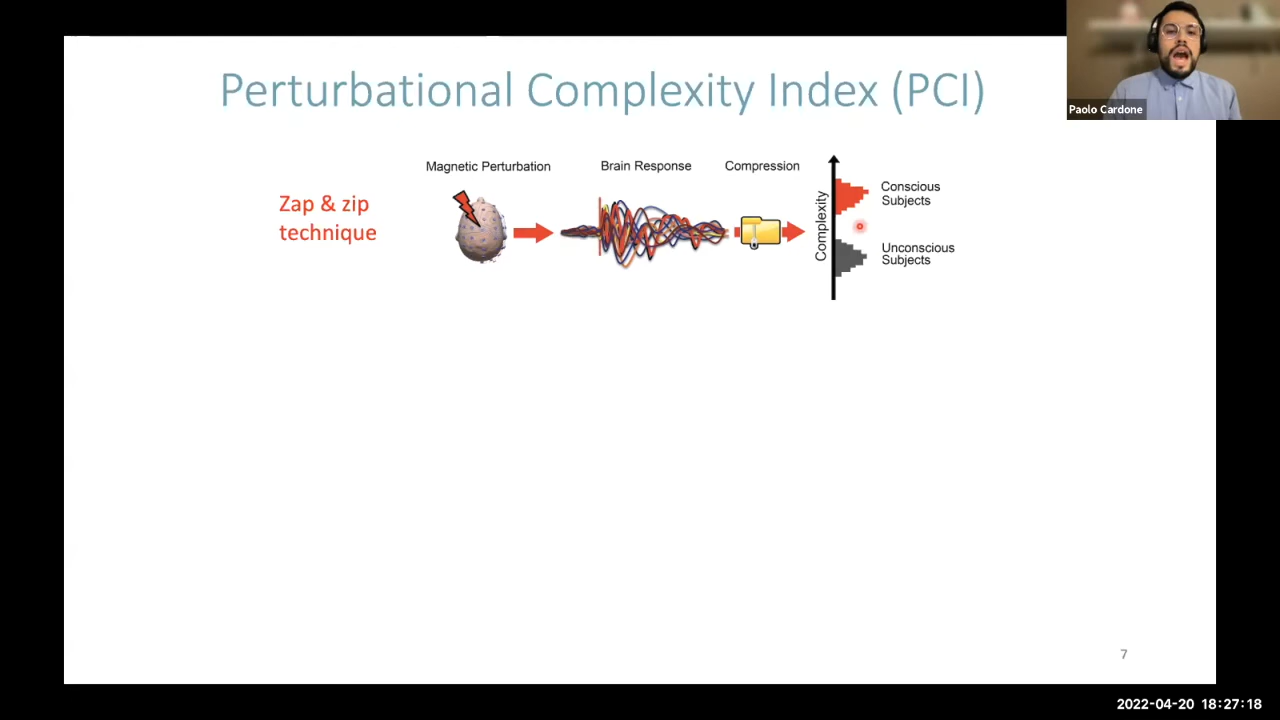 Perturbational Complexity Index (PCI)
Paolo Cardone
Zap & zip
technique
Magnetic Perturbation
Brain Response
Compression
Complexity
Conscious
Subjects
Unconscious
Subjects
7
2022-04-20 18:27:18